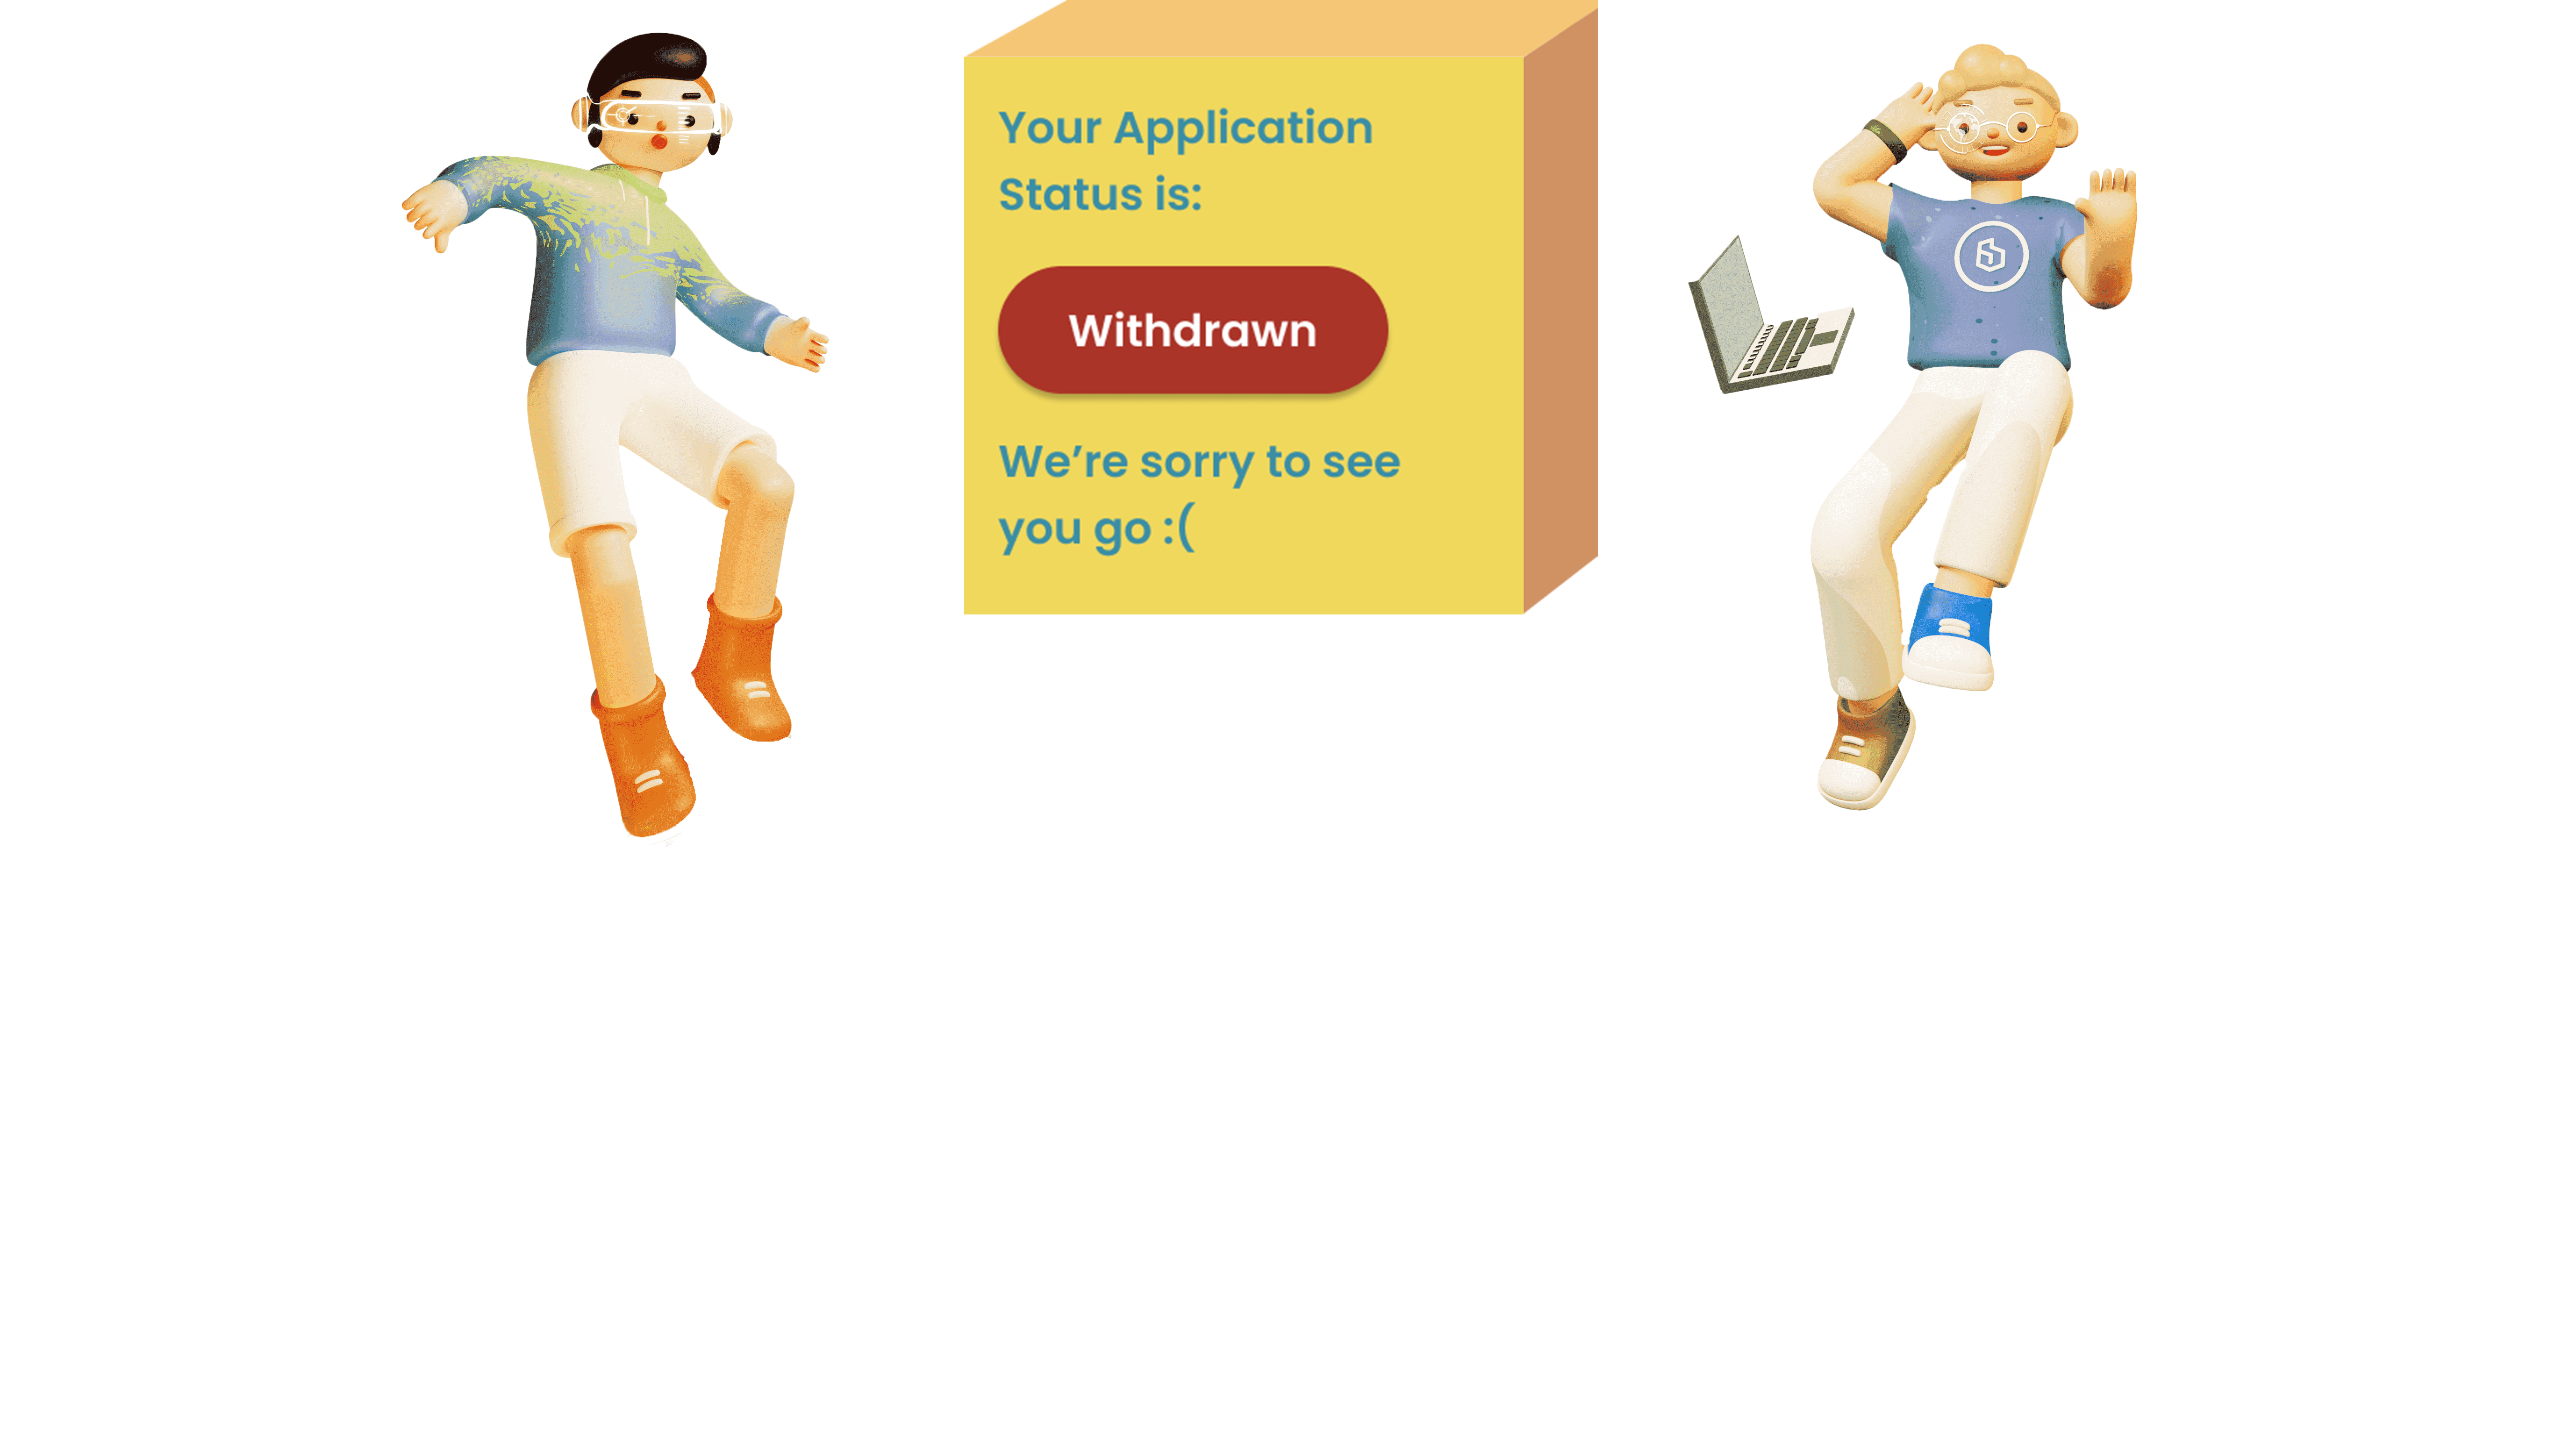 Your Application
Status is:
Withdrawn
We’re sorry to see
you go :(